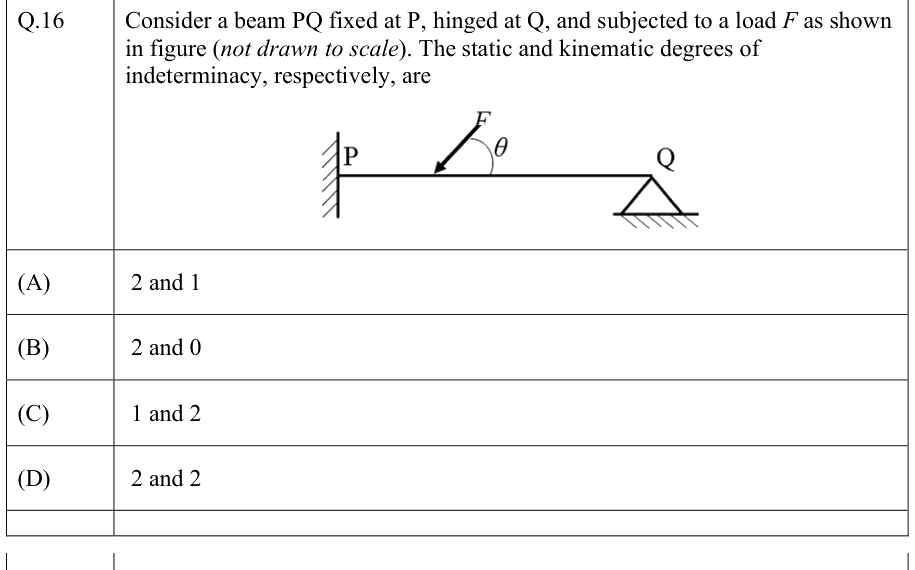 Q.16
Consider a beam PQ fixed at P, hinged at Q, and subjected to a load F as shown
in figure (not drawn to scale). The static and kinematic degrees of
indeterminacy, respectively, are
F
θ
P
Q
(A) 2 and 1
(B) 2 and 0
(C) 1 and 2
(D) 2 and 2